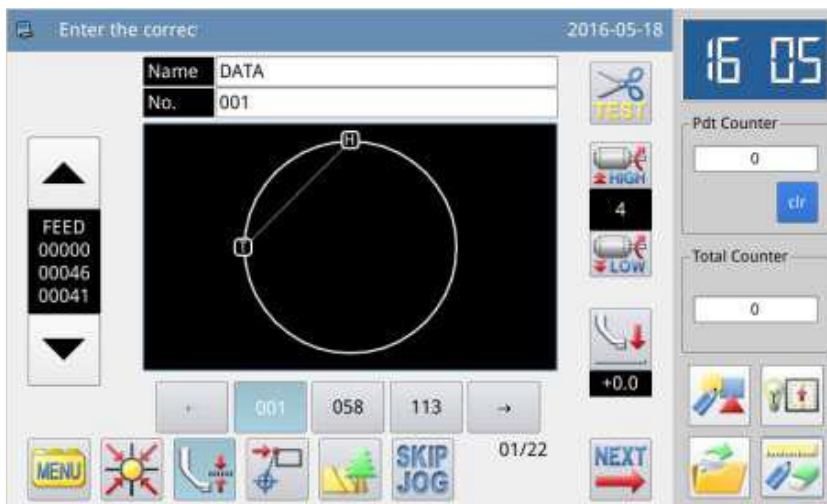 Enter the correc
2016-05-18
Name DATA
No. 001
TEST
HIGH
4
LOW
+0.0
FEED
00000
00046
00041
H
T
← 001 058 113 →
01/22
MENU
SKIP
JOG
NEXT
16 05
Pdt Counter
0
clr
Total Counter
0